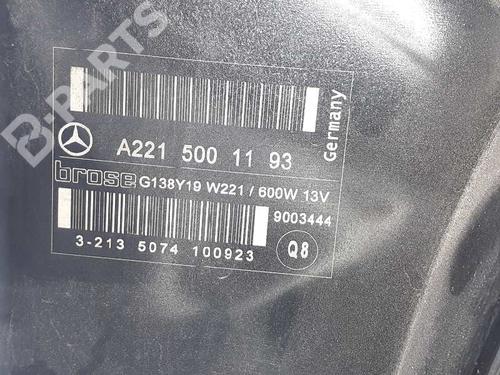 B-PARTS
Germany
A221 500 11 93
brose G138Y19 W221 / 600W 13V
9003444
3-213 5074 100923
Q8